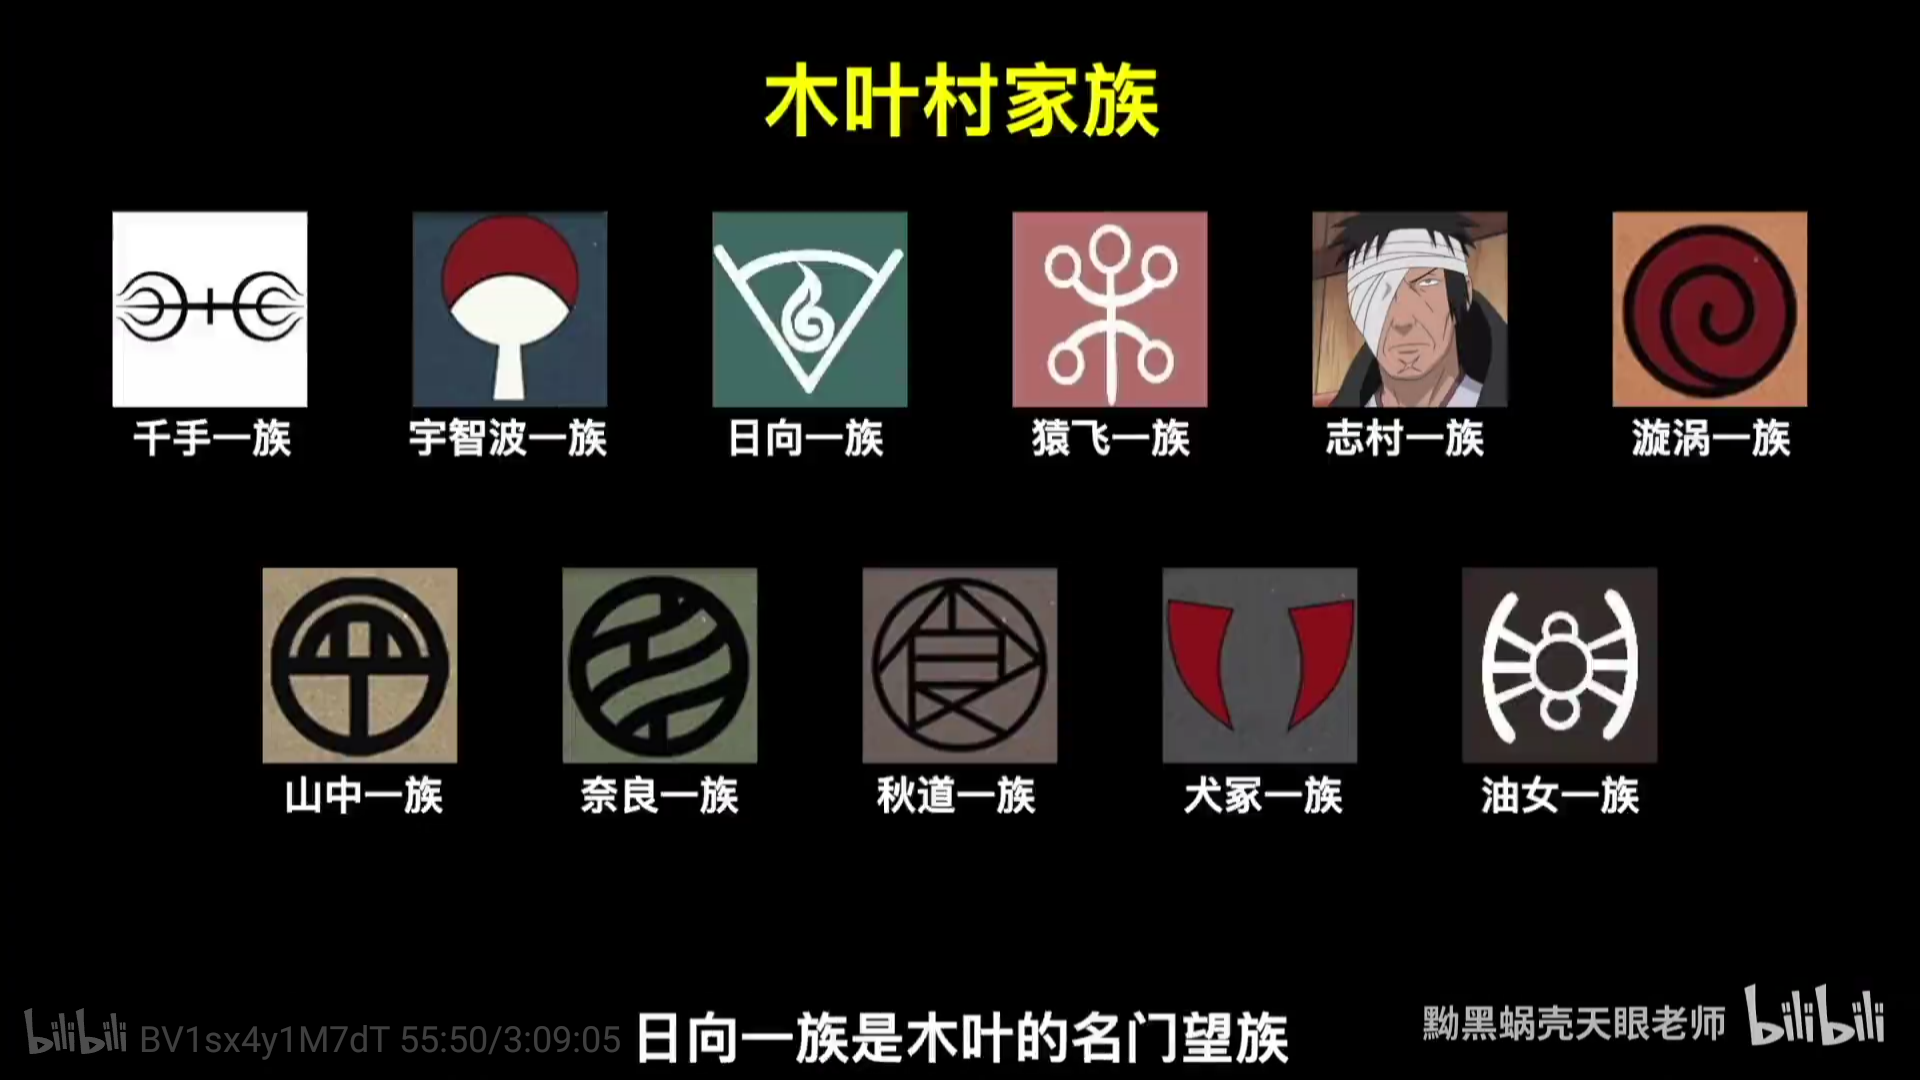 木叶村家族
千手一族
宇智波一族
日向一族
猿飞一族
志村一族
漩涡一族
山中一族
奈良一族
食
秋道一族
犬冢一族
油女一族
bilibili BV1sx4y1M7dT 55:50/3:09:05
日向一族是木叶的名门望族
黝黑蜗壳天眼老师 bilibili